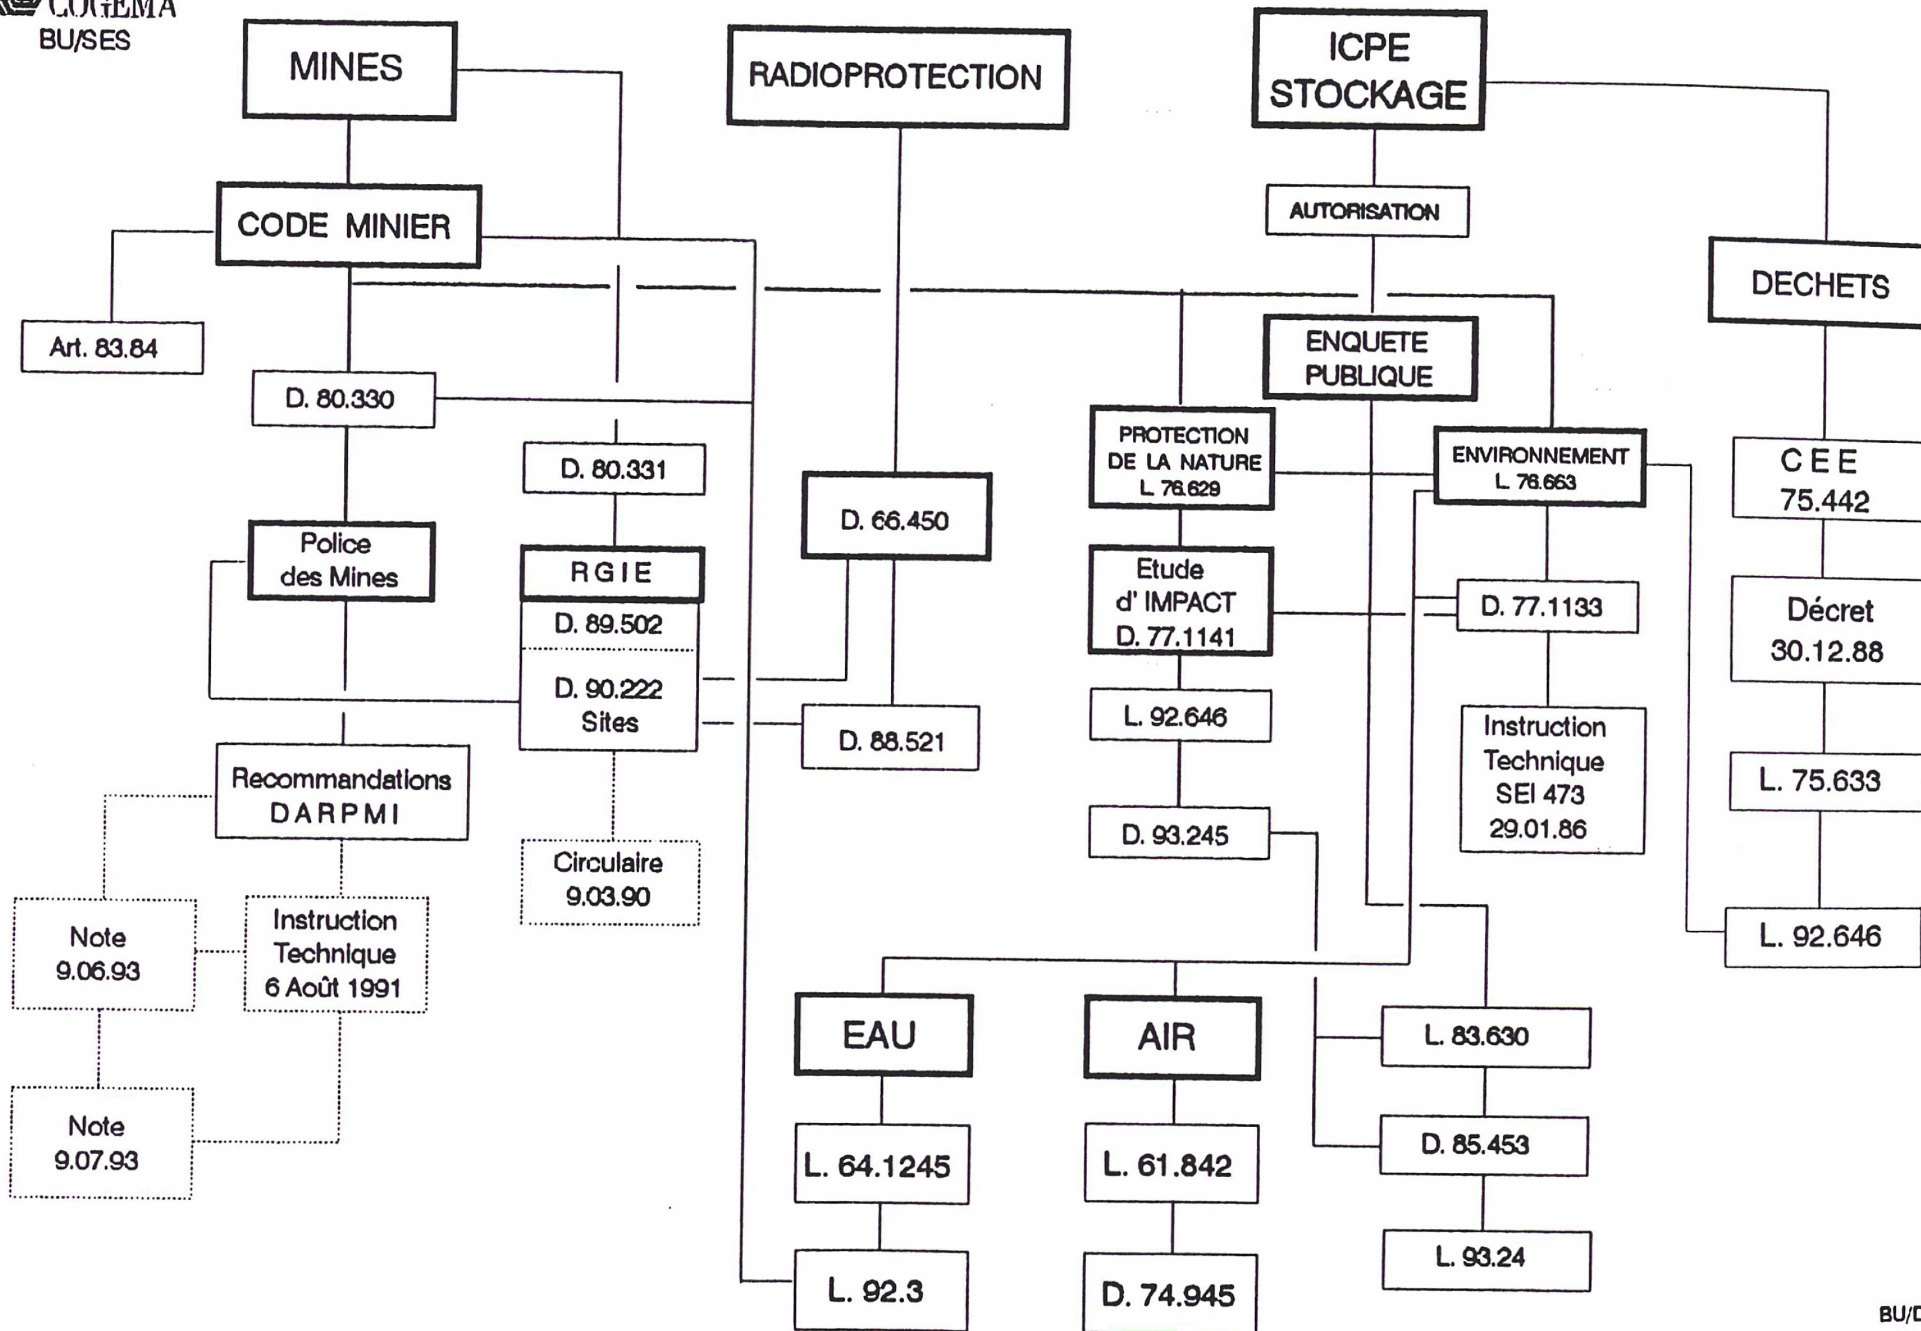 COGEMA
BU/SES
MINES
RADIOPROTECTION
ICPE
STOCKAGE
CODE MINIER
AUTORISATION
DECHETS
Art. 83.84
ENQUETE
PUBLIQUE
D. 80.330
D. 80.331
PROTECTION
DE LA NATURE
L. 76.629
ENVIRONNEMENT
L. 76.663
CEE
75.442
D. 66.450
Police
des Mines
RGIE
D. 89.502
D. 90.222
Sites
Etude
d' IMPACT
D. 77.1141
D. 77.1133
Décret
30.12.88
L. 92.646
D. 88.521
Instruction
Technique
SEI 473
29.01.86
L. 75.633
Recommandations
DARPMI
D. 93.245
Circulaire
9.03.90
Note
9.06.93
Instruction
Technique
6 Août 1991
L. 92.646
EAU
AIR
L. 83.630
Note
9.07.93
L. 64.1245
L. 61.842
D. 85.453
L. 92.3
D. 74.945
L. 93.24